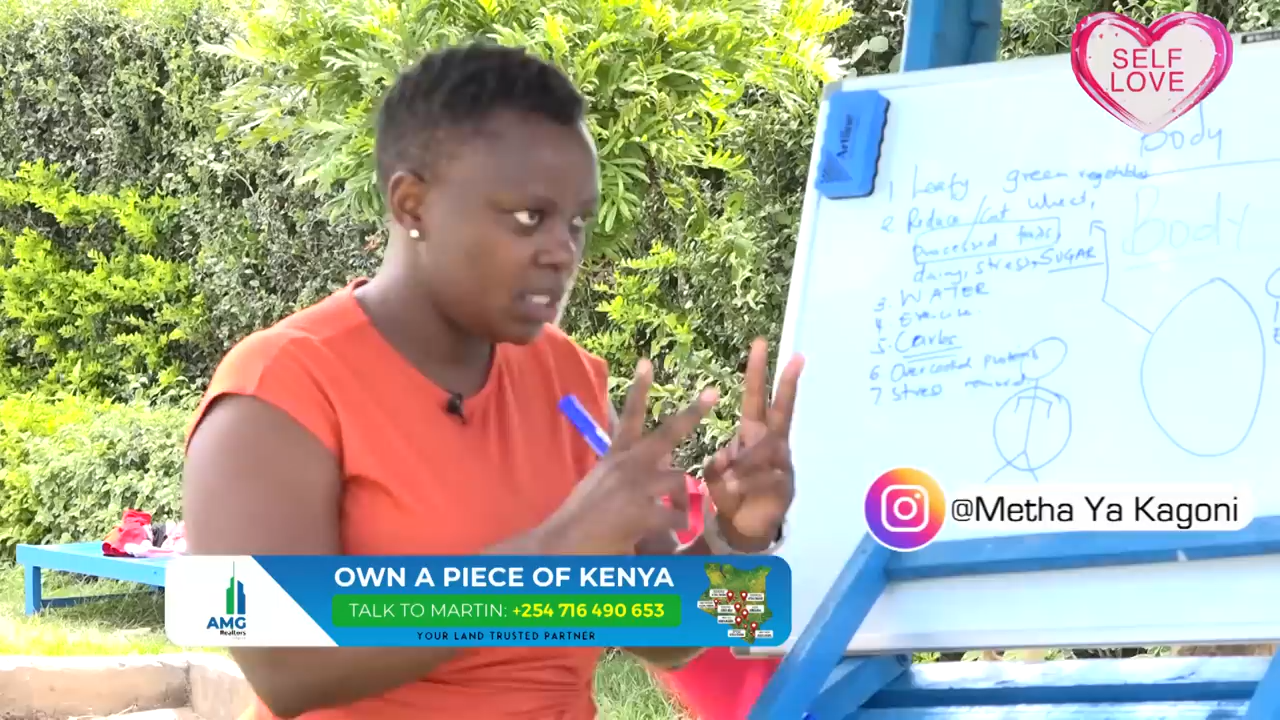 SELF
LOVE
Artline
Body
1 Leafy green vegetables
2 Reduce/Cut wheat,
Processed foods,
dairy, stress, SUGAR
Body
3. WATER
4 Exercise
5. Carbs
6 Overcooked proteins
7 Stress removal
@Metha Ya Kagoni
OWN A PIECE OF KENYA
TALK TO MARTIN: +254 716 490 653
YOUR LAND TRUSTED PARTNER
AMG
Realtors